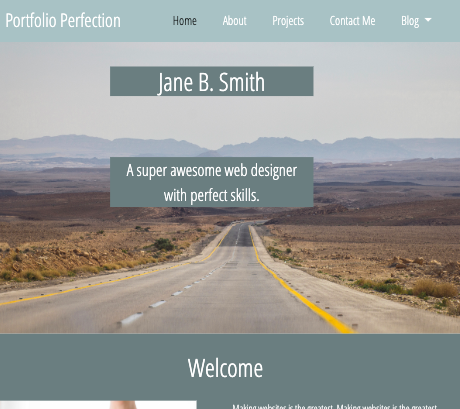 Portfolio Perfection
Home About Projects Contact Me Blog
Jane B. Smith
A super awesome web designer
with perfect skills.
Welcome
Making websites is the greatest. Making websites is the greatest.